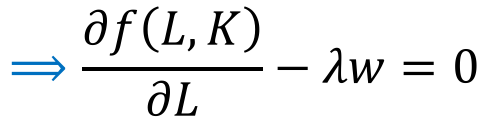 ⟹ ∂f(L, K)/∂L − λw = 0